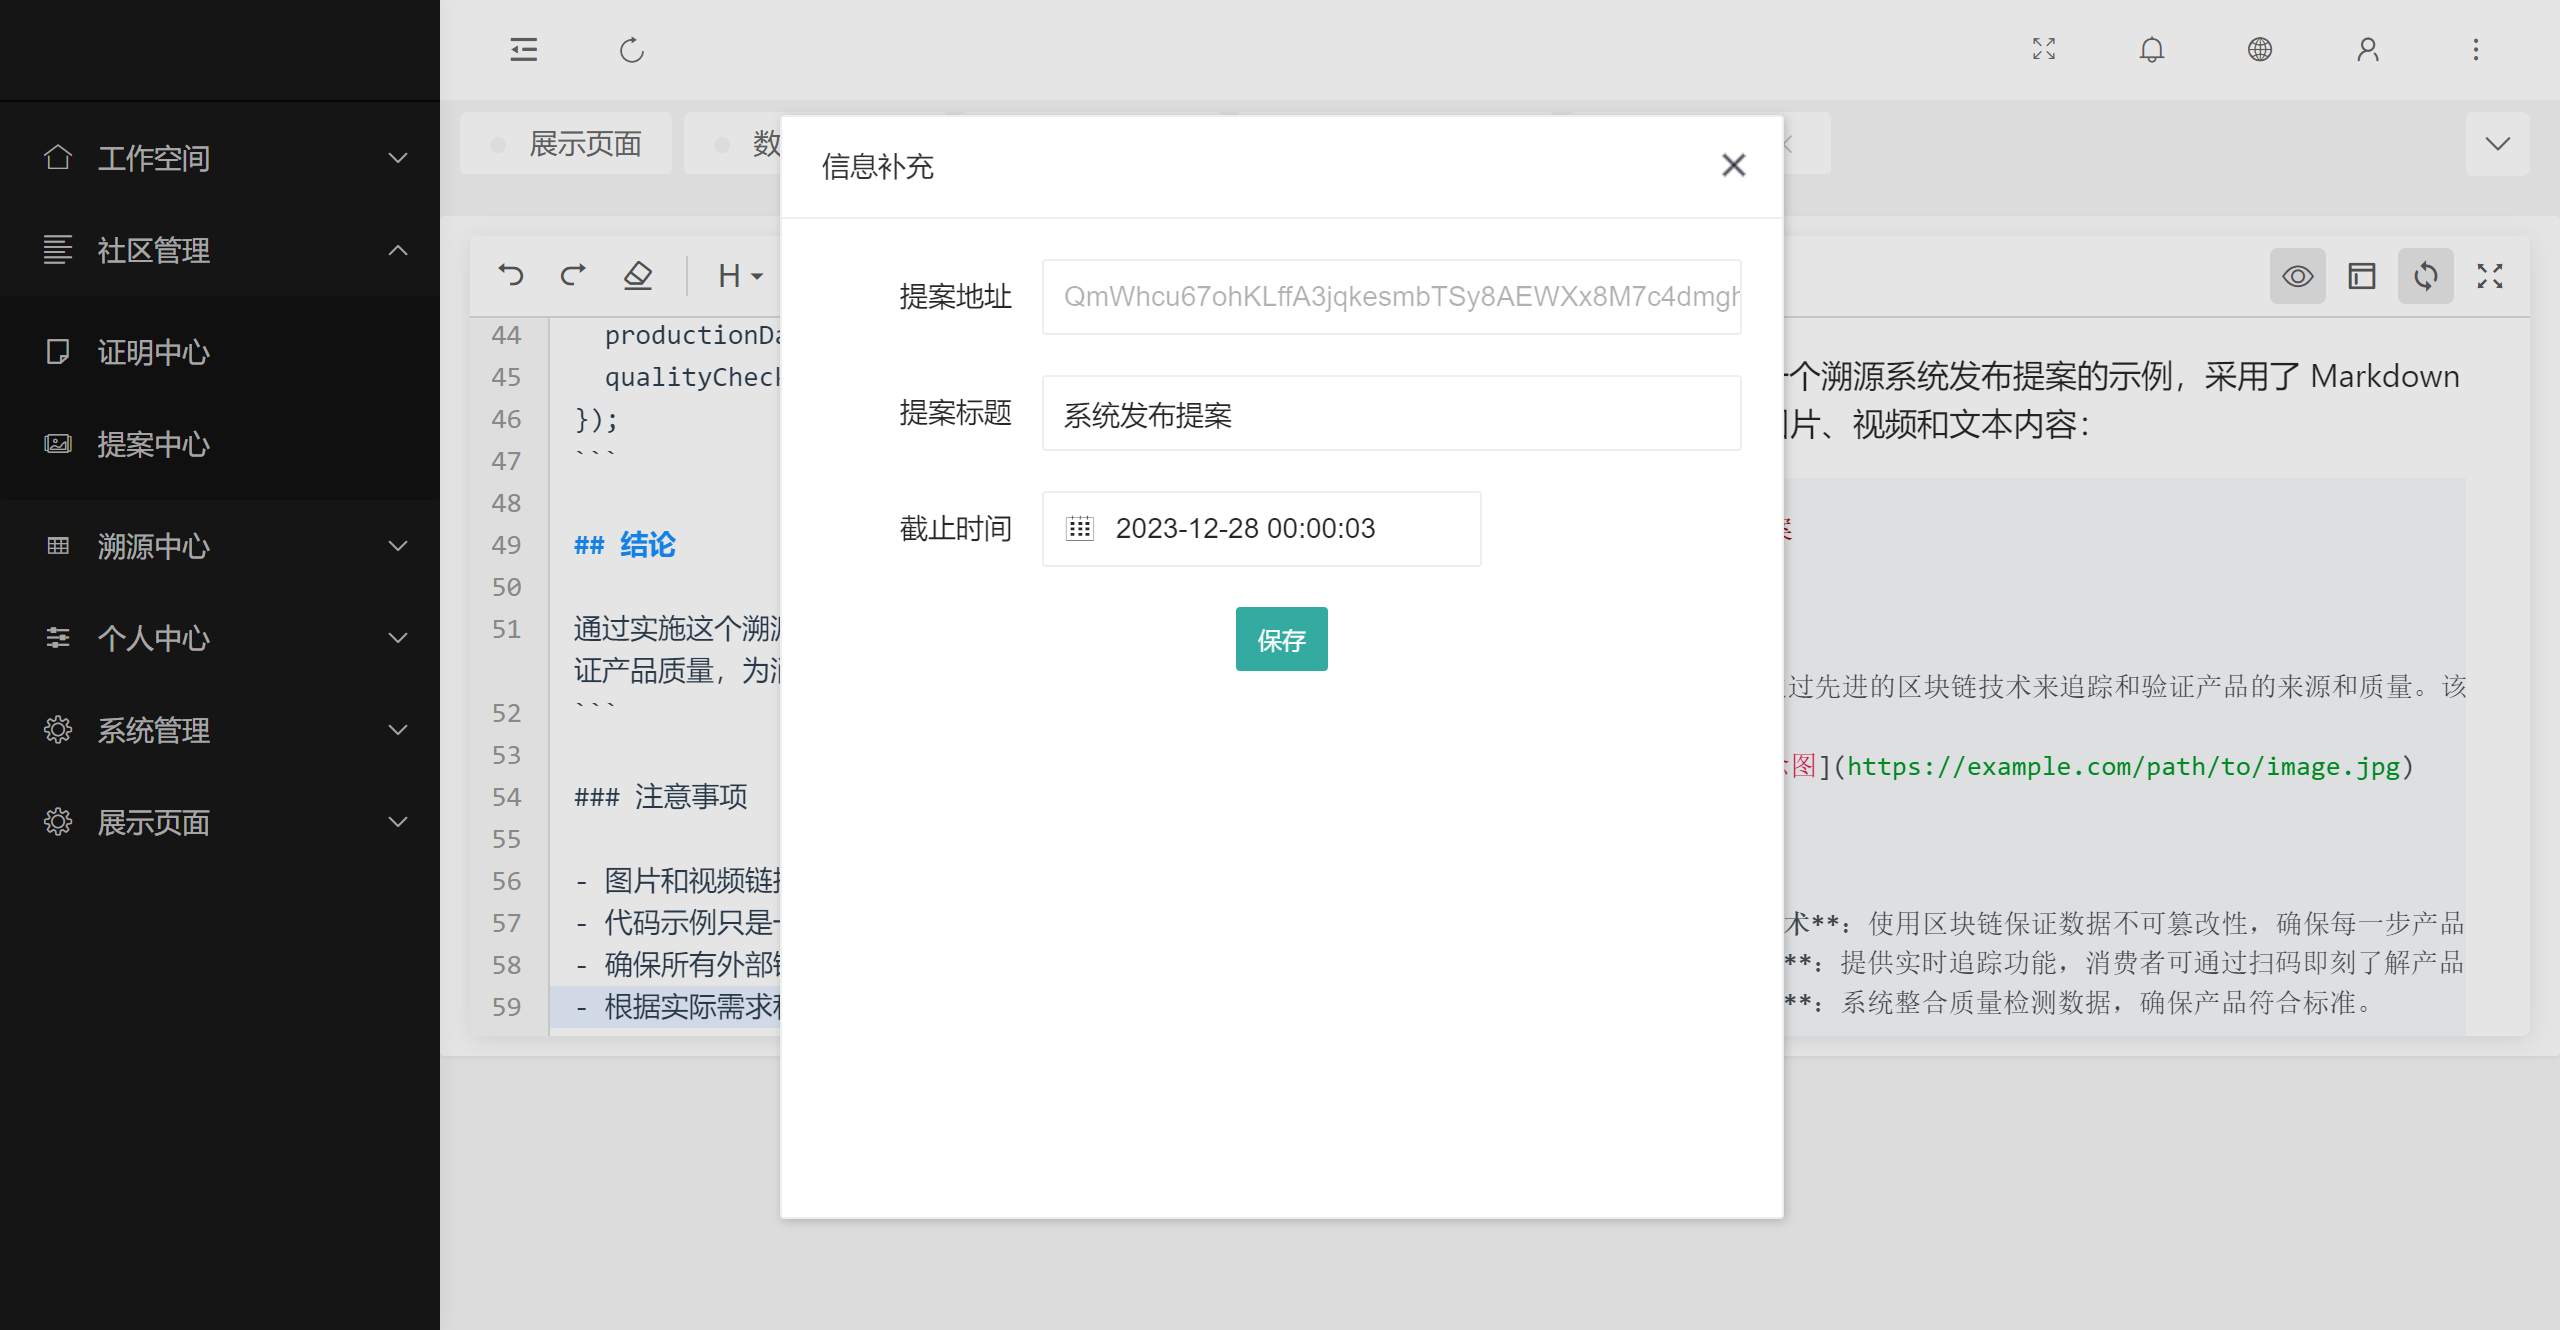 工作空间
社区管理
证明中心
提案中心
溯源中心
个人中心
系统管理
展示页面
展示页面
数
信息补充
提案地址
QmWhcu67ohKLffA3jqkesmbTSy8AEWXx8M7c4dmgh
提案标题
系统发布提案
截止时间
2023-12-28 00:00:03
保存
H
44 productionDa
45 qualityCheck
46 });
47 ```
48
49 ## 结论
50
51 通过实施这个溯源
证产品质量，为消
52 ```
53
54 ### 注意事项
55
56 - 图片和视频链接
57 - 代码示例只是一
58 - 确保所有外部链
59 - 根据实际需求和
个溯源系统发布提案的示例，采用了 Markdown
片、视频和文本内容：
案
过先进的区块链技术来追踪和验证产品的来源和质量。该
图](https://example.com/path/to/image.jpg)
术**：使用区块链保证数据不可篡改性，确保每一步产品
**：提供实时追踪功能，消费者可通过扫码即刻了解产品
**：系统整合质量检测数据，确保产品符合标准。